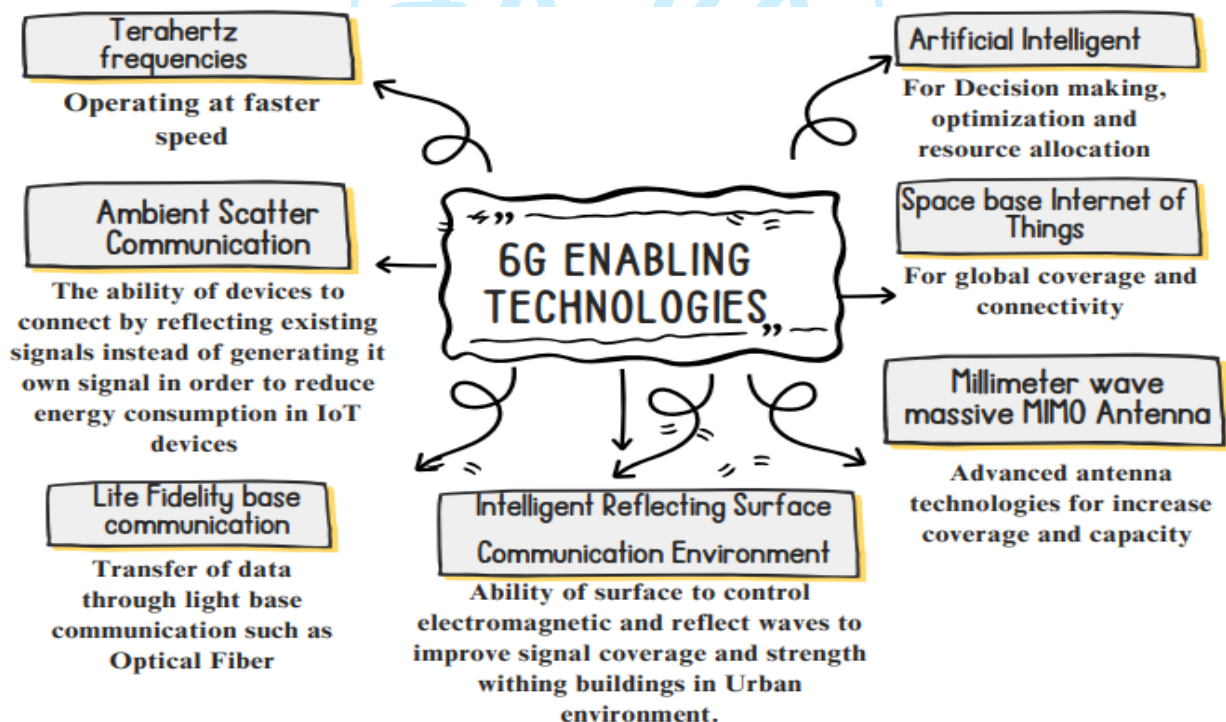 Terahertz
frequencies
Operating at faster
speed
Ambient Scatter
Communication
The ability of devices to
connect by reflecting existing
signals instead of generating it
own signal in order to reduce
energy consumption in IoT
devices
Lite Fidelity base
communication
Transfer of data
through light base
communication such as
Optical Fiber
6G ENABLING
TECHNOLOGIES
Intelligent Reflecting Surface
Communication Environment
Ability of surface to control
electromagnetic and reflect waves to
improve signal coverage and strength
withing buildings in Urban
environment.
Artificial Intelligent
For Decision making,
optimization and
resource allocation
Space base Internet of
Things
For global coverage and
connectivity
Millimeter wave
massive MIMO Antenna
Advanced antenna
technologies for increase
coverage and capacity